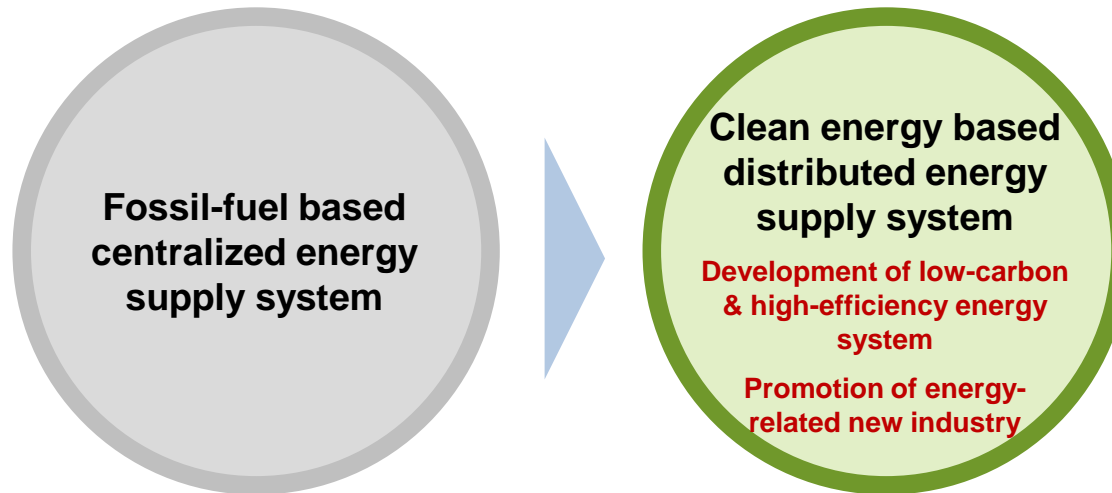 Fossil-fuel based
centralized energy
supply system
Clean energy based
distributed energy
supply system
Development of low-carbon
& high-efficiency energy
system
Promotion of energy-
related new industry